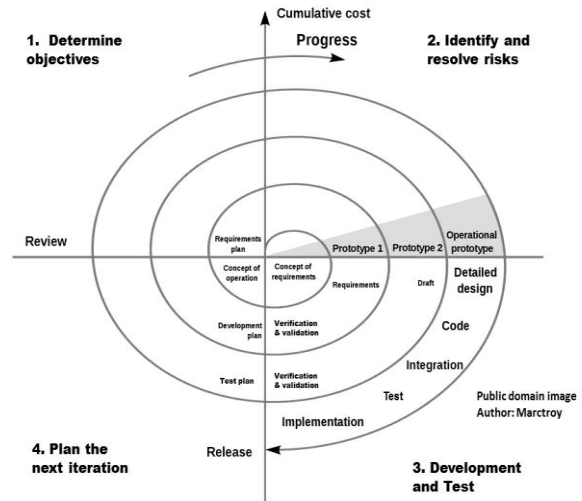 Cumulative cost
1. Determine
objectives
Progress
2. Identify and
resolve risks
Review
Requirements
plan
Prototype 1
Prototype 2
Operational
prototype
Concept of
operation
Concept of
requirements
Requirements
Draft
Detailed
design
Development
plan
Verification
& validation
Code
Integration
Test plan
Verification
& validation
Test
Public domain image
Author: Marctroy
Implementation
Release
4. Plan the
next iteration
3. Development
and Test